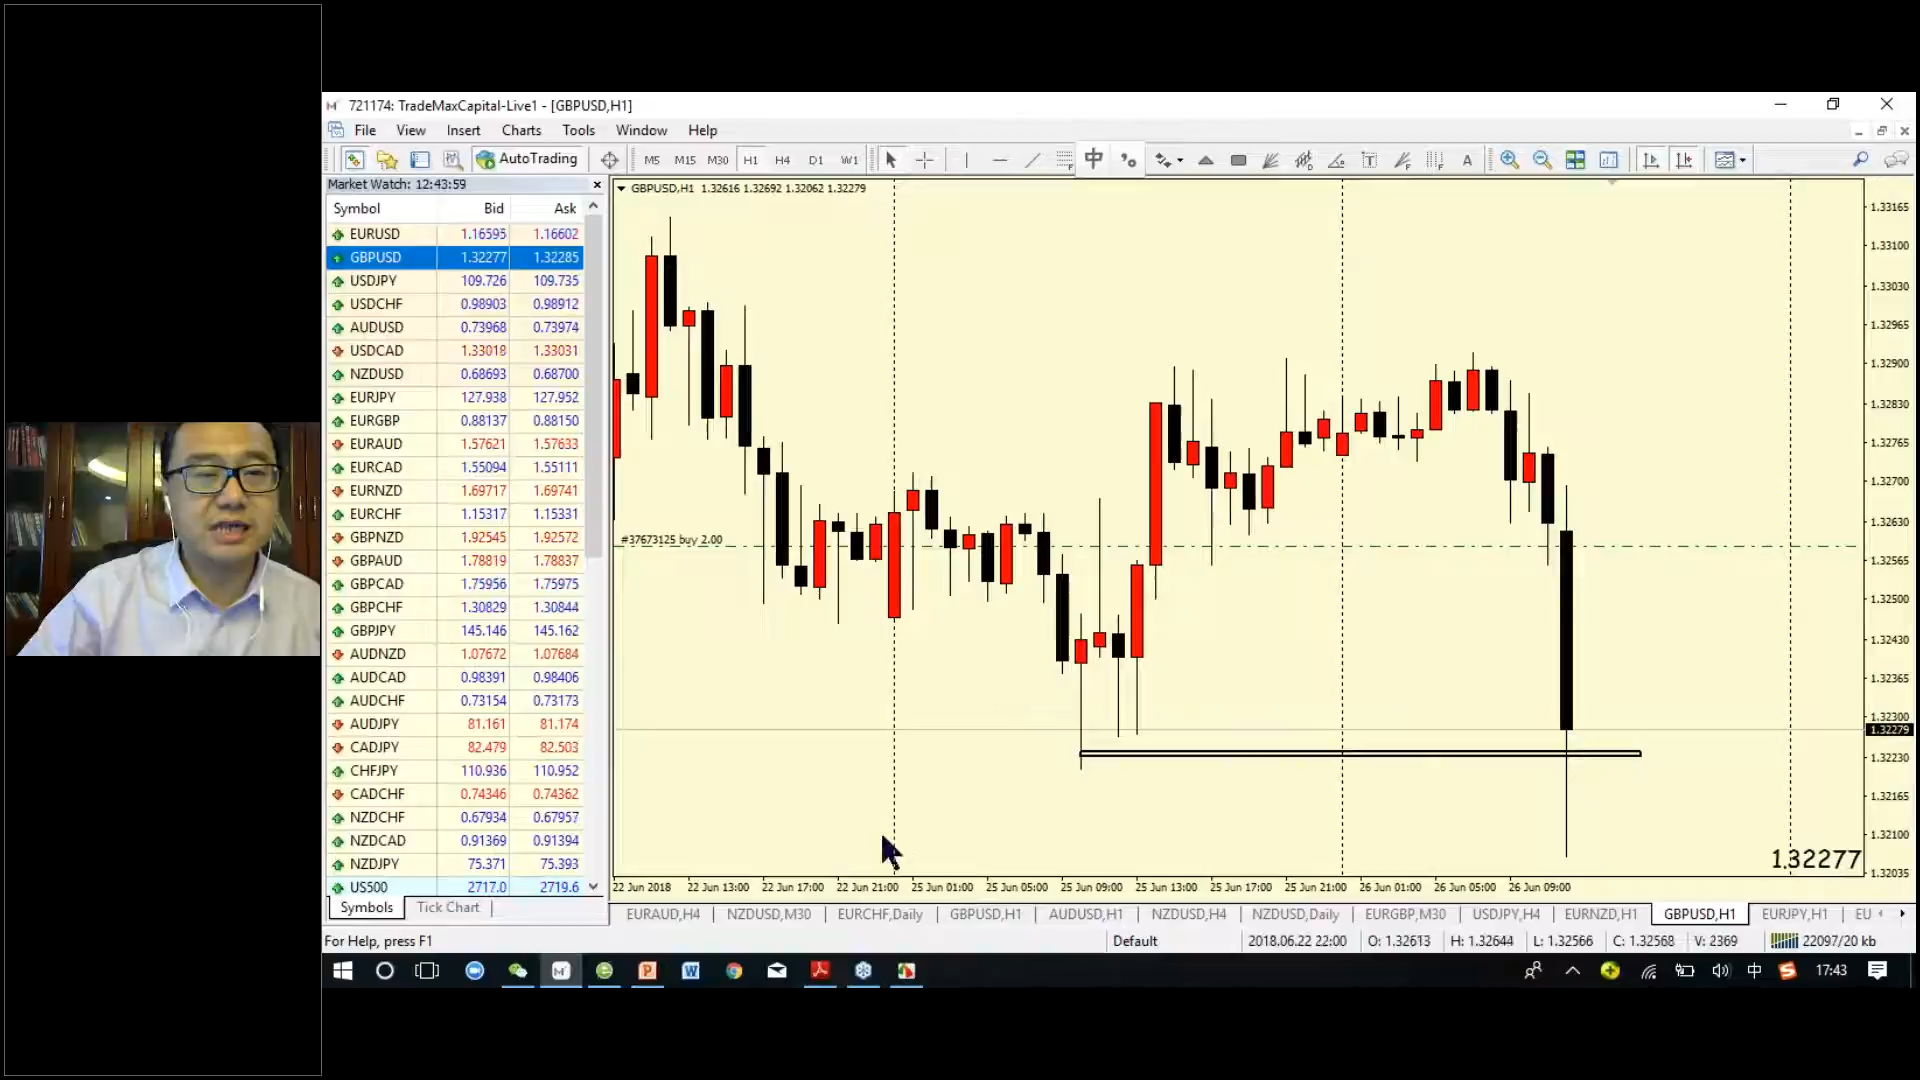 721174: TradeMaxCapital-Live1 - [GBPUSD,H1]
File View Insert Charts Tools Window Help
AutoTrading M5 M15 M30 H1 H4 D1 W1 中 T A
Market Watch: 12:43:59
GBPUSD,H1 1.32616 1.32692 1.32062 1.32279
Symbol Bid Ask
EURUSD 1.16595 1.16602
GBPUSD 1.32277 1.32285
USDJPY 109.726 109.735
USDCHF 0.98903 0.98912
AUDUSD 0.73968 0.73974
USDCAD 1.33018 1.33031
NZDUSD 0.68693 0.68700
EURJPY 127.938 127.952
EURGBP 0.88137 0.88150
EURAUD 1.57621 1.57633
EURCAD 1.55094 1.55111
EURNZD 1.69717 1.69741
EURCHF 1.15317 1.15331
GBPNZD 1.92545 1.92572
GBPAUD 1.78819 1.78837
GBPCAD 1.75956 1.75975
GBPCHF 1.30829 1.30844
GBPJPY 145.146 145.162
AUDNZD 1.07672 1.07684
AUDCAD 0.98391 0.98406
AUDCHF 0.73154 0.73173
AUDJPY 81.161 81.174
CADJPY 82.479 82.503
CHFJPY 110.936 110.952
CADCHF 0.74346 0.74362
NZDCHF 0.67934 0.67957
NZDCAD 0.91369 0.91394
NZDJPY 75.371 75.393
US500 2717.0 2719.6
Symbols Tick Chart
#37673125 buy 2.00
1.33165
1.33100
1.33030
1.32965
1.32900
1.32830
1.32765
1.32700
1.32630
1.32565
1.32500
1.32430
1.32365
1.32300
1.32279
1.32230
1.32165
1.32100
1.32035
1.32277
22 Jun 2018 22 Jun 13:00 22 Jun 17:00 22 Jun 21:00 25 Jun 01:00 25 Jun 05:00 25 Jun 09:00 25 Jun 13:00 25 Jun 17:00 25 Jun 21:00 26 Jun 01:00 26 Jun 05:00 26 Jun 09:00
EURAUD,H4 NZDUSD,M30 EURCHF,Daily GBPUSD,H1 AUDUSD,H1 NZDUSD,H4 NZDUSD,Daily EURGBP,M30 USDJPY,H4 EURNZD,H1 GBPUSD,H1 EURJPY,H1 EU
For Help, press F1 Default 2018.06.22 22:00 O: 1.32613 H: 1.32644 L: 1.32566 C: 1.32568 V: 2369 22097/20 kb
中 17:43